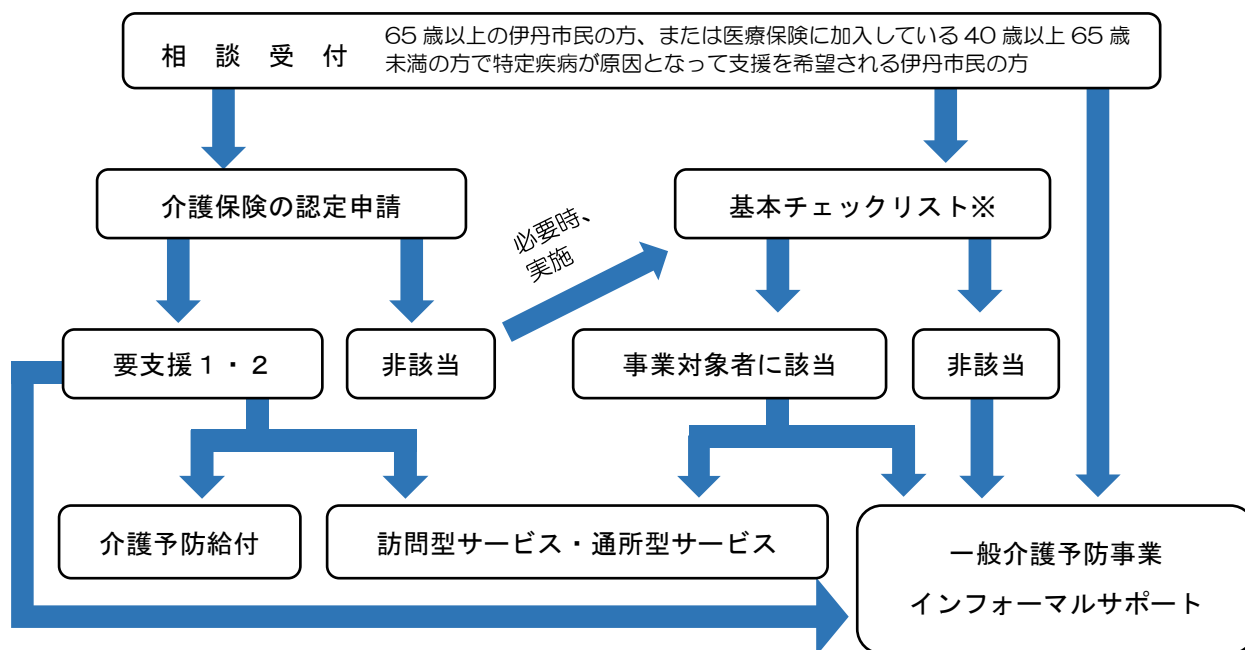 相談受付
65歳以上の伊丹市民の方、または医療保険に加入している40歳以上65歳
未満の方で特定疾病が原因となって支援を希望される伊丹市民の方
介護保険の認定申請
必要時、
実施
基本チェックリスト※
要支援1・2
非該当
事業対象者に該当
非該当
介護予防給付
訪問型サービス・通所型サービス
一般介護予防事業
インフォーマルサポート